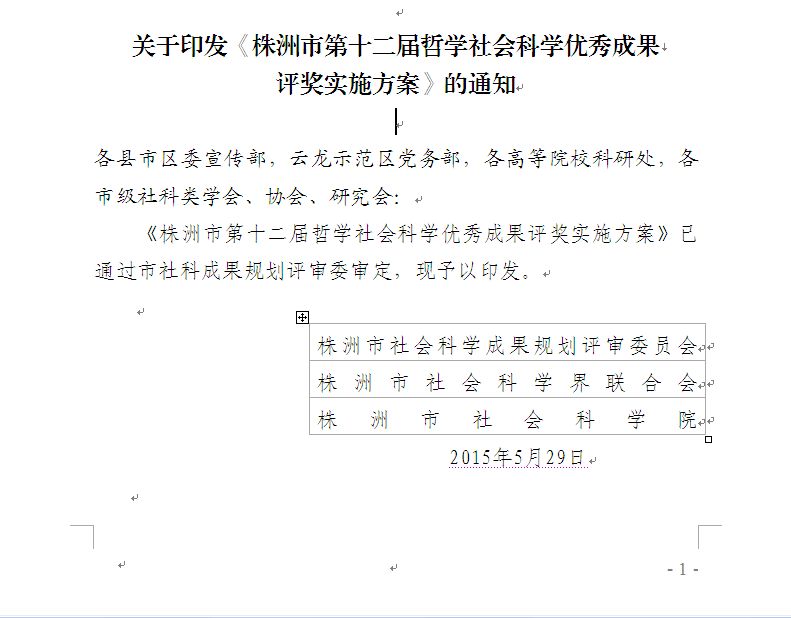 关于印发《株洲市第十二届哲学社会科学优秀成果
评奖实施方案》的通知
各县市区委宣传部，云龙示范区党务部，各高等院校科研处，各
市级社科类学会、协会、研究会：
《株洲市第十二届哲学社会科学优秀成果评奖实施方案》已
通过市社科成果规划评审委审定，现予以印发。
株洲市社会科学成果规划评审委员会
株洲市社会科学界联合会
株洲市社会科学院
2015年5月29日
- 1 -